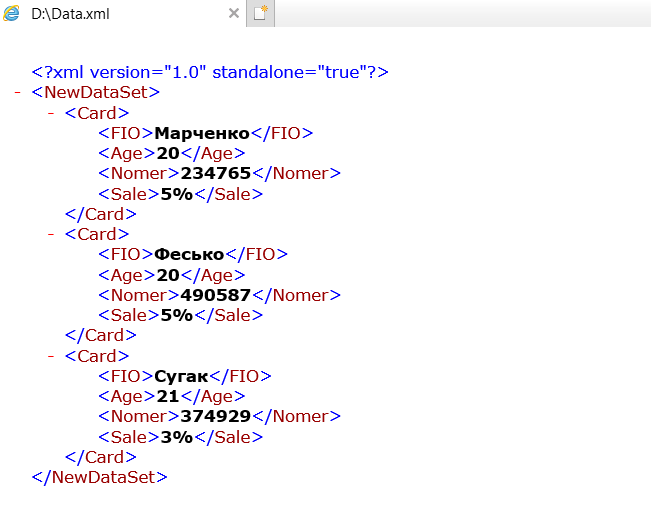 D:\Data.xml
<?xml version="1.0" standalone="true"?>
- <NewDataSet>
- <Card>
<FIO>Марченко</FIO>
<Age>20</Age>
<Nomer>234765</Nomer>
<Sale>5%</Sale>
</Card>
- <Card>
<FIO>Фесько</FIO>
<Age>20</Age>
<Nomer>490587</Nomer>
<Sale>5%</Sale>
</Card>
- <Card>
<FIO>Сугак</FIO>
<Age>21</Age>
<Nomer>374929</Nomer>
<Sale>3%</Sale>
</Card>
</NewDataSet>